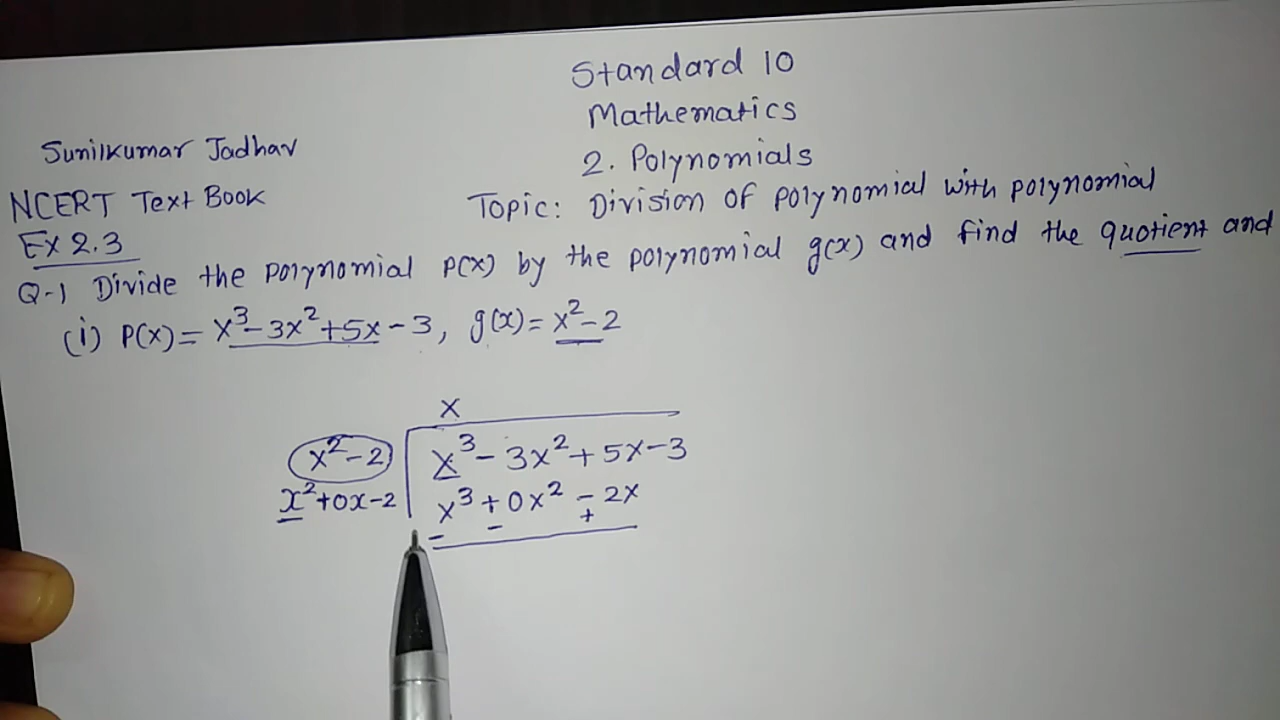 Standard 10
Mathematics
Sunilkumar Jadhav
2. Polynomials
NCERT Text Book
Topic: Division of polynomial with polynomial
Ex 2.3
Q-1 Divide the polynomial p(x) by the polynomial g(x) and find the quotient and
(i) P(x) = x³-3x²+5x-3, g(x) = x²-2
x
x²-2 x³-3x²+5x-3
x²+0x-2 x³+0x²-2x
- - +